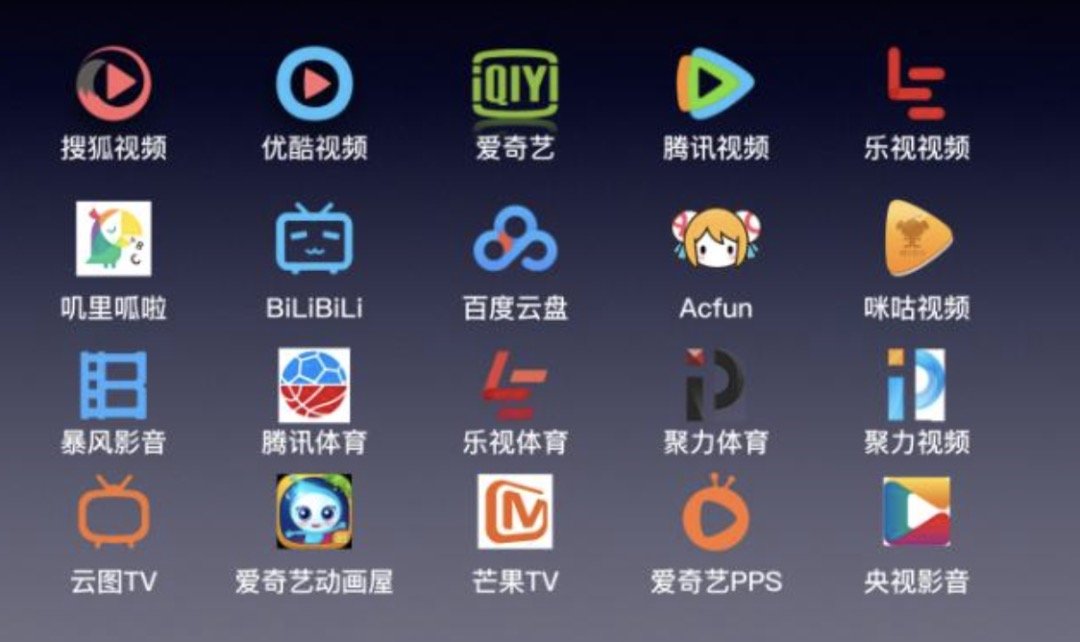 iQIYI
搜狐视频 优酷视频 爱奇艺 腾讯视频 乐视视频
叽里呱啦 BiLiBiLi 百度云盘 Acfun 咪咕视频
暴风影音 腾讯体育 乐视体育 聚力体育 聚力视频
云图TV 爱奇艺动画屋 芒果TV 爱奇艺PPS 央视影音